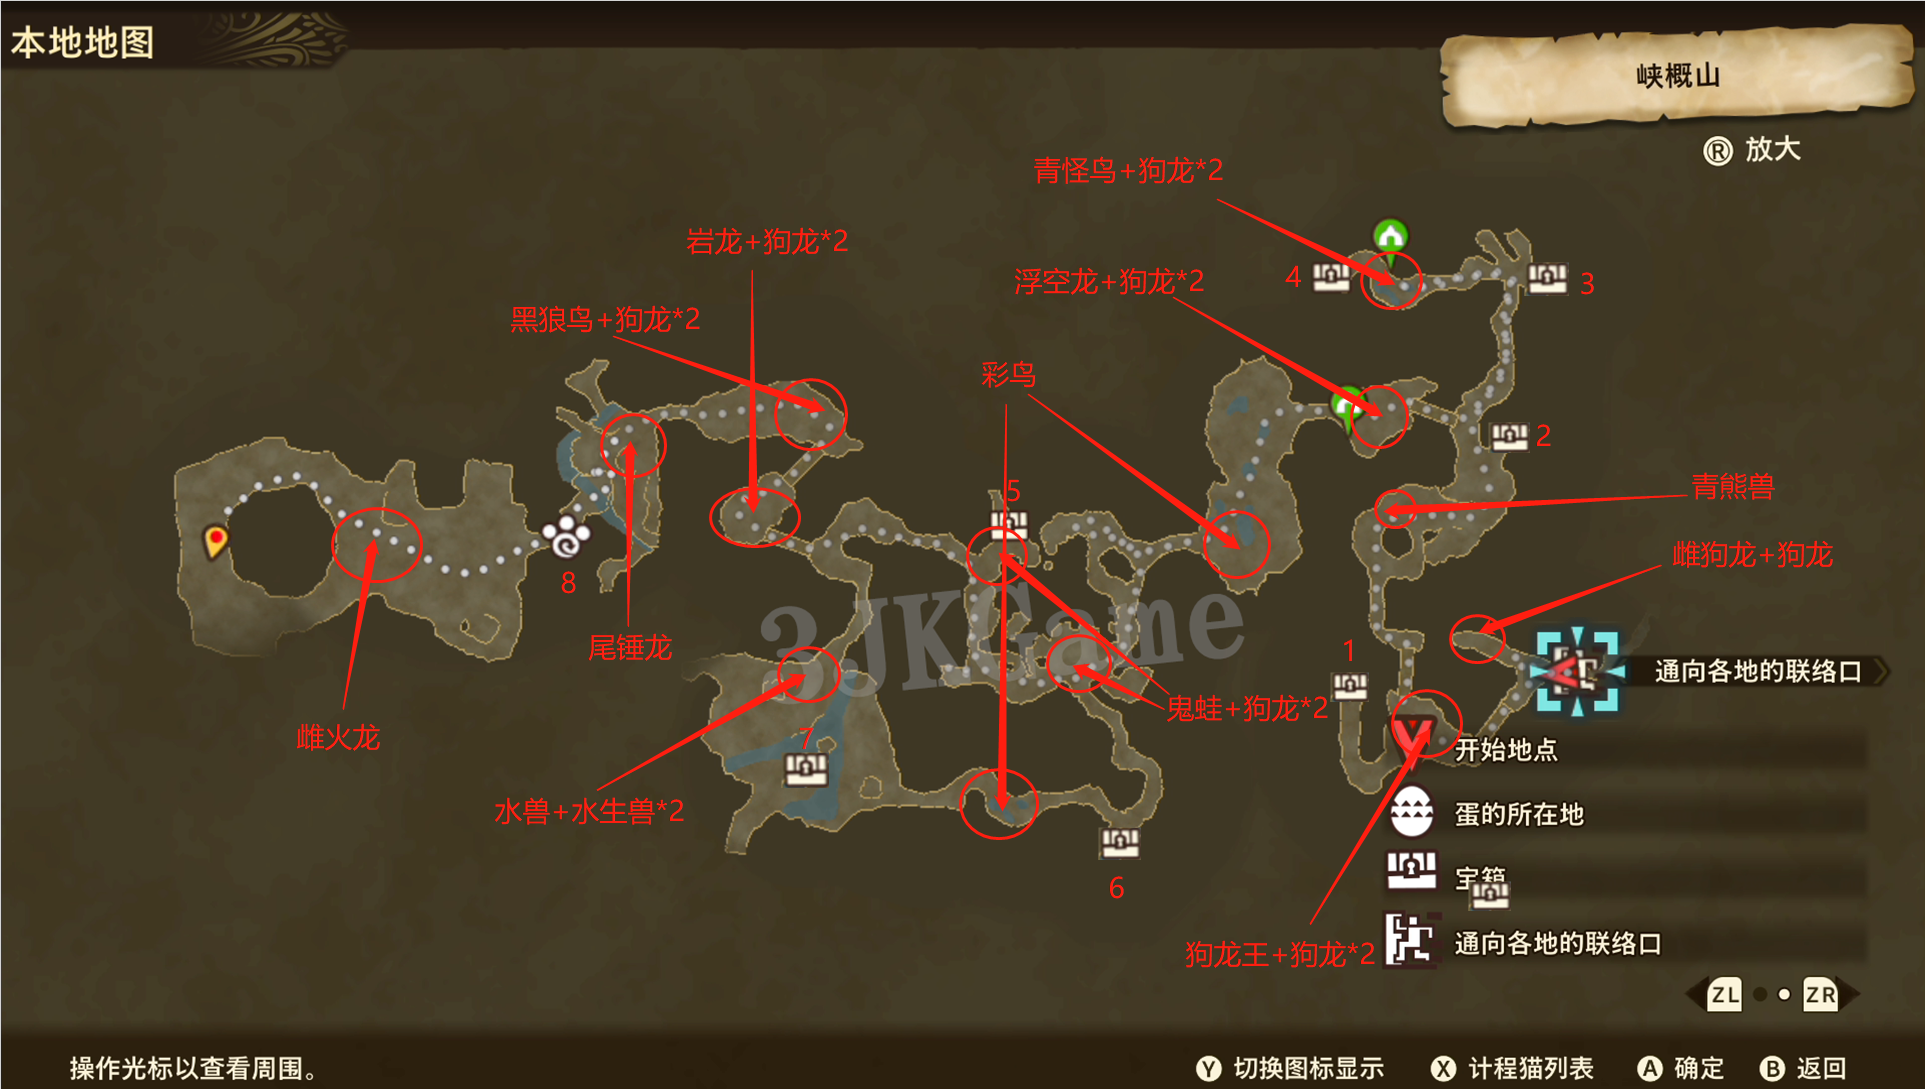 本地地图
峡概山
R 放大
青怪鸟+狗龙*2
岩龙+狗龙*2
4
浮空龙+狗龙*2
3
黑狼鸟+狗龙*2
彩鸟
2
青熊兽
5
雌狗龙+狗龙
8
3JKGame
尾锤龙
1
通向各地的联络口
鬼蛙+狗龙*2
雌火龙
7
开始地点
水兽+水生兽*2
蛋的所在地
6
宝箱
狗龙王+狗龙*2
通向各地的联络口
ZL ZR
操作光标以查看周围。
Y 切换图标显示 X 计程猫列表 A 确定 B 返回